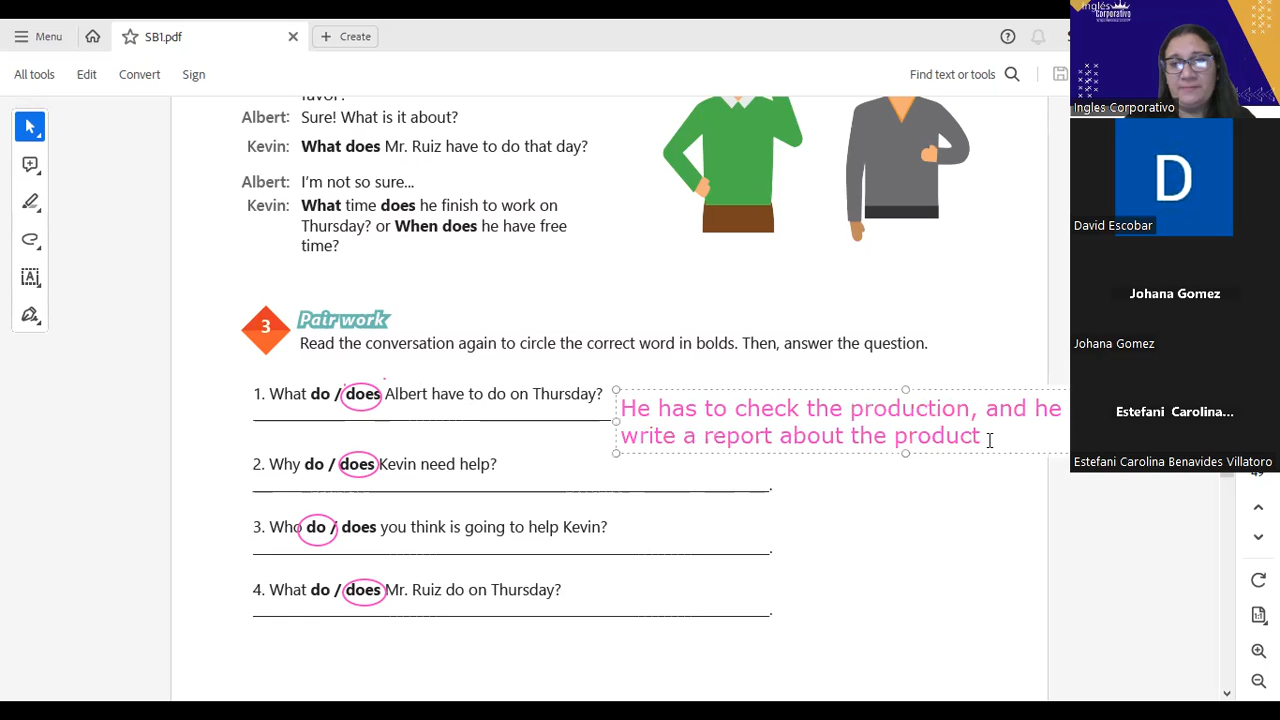 Menu
SB1.pdf
Create
Inglés
corporativo
All tools
Edit
Convert
Sign
Find text or tools
Ingles Corporativo
favor?
Albert: Sure! What is it about?
Kevin: What does Mr. Ruiz have to do that day?
Albert: I'm not so sure...
Kevin: What time does he finish to work on
Thursday? or When does he have free
time?
D
David Escobar
Johana Gomez
Johana Gomez
Estefani Carolina...
Estefani Carolina Benavides Villatoro
3
Pair work
Read the conversation again to circle the correct word in bolds. Then, answer the question.
1. What do / does Albert have to do on Thursday?
He has to check the production, and he
write a report about the product
2. Why do / does Kevin need help?
3. Who do / does you think is going to help Kevin?
4. What do / does Mr. Ruiz do on Thursday?